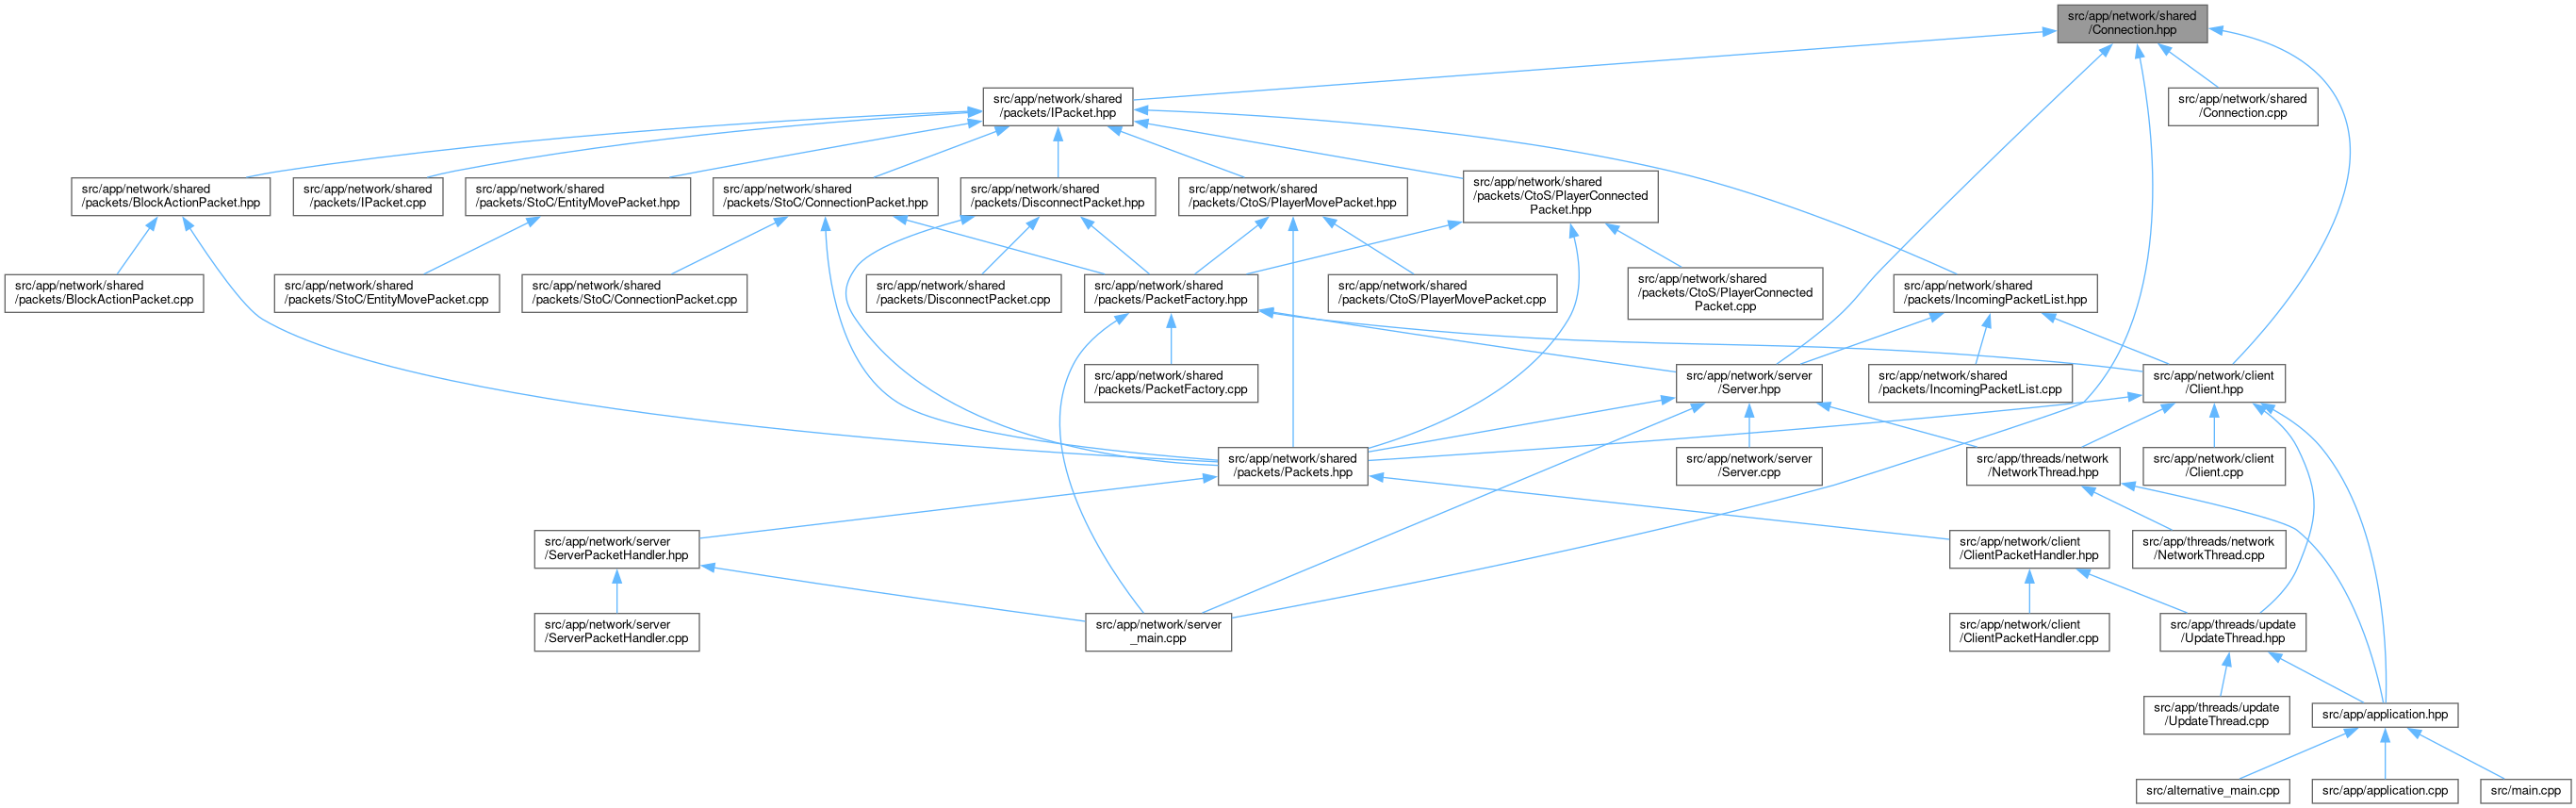 src/app/network/shared
/Connection.hpp
src/app/network/shared
/packets/IPacket.hpp
src/app/network/shared
/Connection.cpp
src/app/network/shared
/packets/BlockActionPacket.hpp
src/app/network/shared
/packets/IPacket.cpp
src/app/network/shared
/packets/StoC/EntityMovePacket.hpp
src/app/network/shared
/packets/StoC/ConnectionPacket.hpp
src/app/network/shared
/packets/DisconnectPacket.hpp
src/app/network/shared
/packets/CtoS/PlayerMovePacket.hpp
src/app/network/shared
/packets/CtoS/PlayerConnected
Packet.hpp
src/app/network/shared
/packets/BlockActionPacket.cpp
src/app/network/shared
/packets/StoC/EntityMovePacket.cpp
src/app/network/shared
/packets/StoC/ConnectionPacket.cpp
src/app/network/shared
/packets/DisconnectPacket.cpp
src/app/network/shared
/packets/PacketFactory.hpp
src/app/network/shared
/packets/CtoS/PlayerMovePacket.cpp
src/app/network/shared
/packets/CtoS/PlayerConnected
Packet.cpp
src/app/network/shared
/packets/IncomingPacketList.hpp
src/app/network/shared
/packets/PacketFactory.cpp
src/app/network/server
/Server.hpp
src/app/network/shared
/packets/IncomingPacketList.cpp
src/app/network/client
/Client.hpp
src/app/network/shared
/packets/Packets.hpp
src/app/network/server
/Server.cpp
src/app/threads/network
/NetworkThread.hpp
src/app/network/client
/Client.cpp
src/app/network/server
/ServerPacketHandler.hpp
src/app/network/client
/ClientPacketHandler.hpp
src/app/threads/network
/NetworkThread.cpp
src/app/network/server
/ServerPacketHandler.cpp
src/app/network/server
_main.cpp
src/app/network/client
/ClientPacketHandler.cpp
src/app/threads/update
/UpdateThread.hpp
src/app/threads/update
/UpdateThread.cpp
src/app/application.hpp
src/alternative_main.cpp
src/app/application.cpp
src/main.cpp